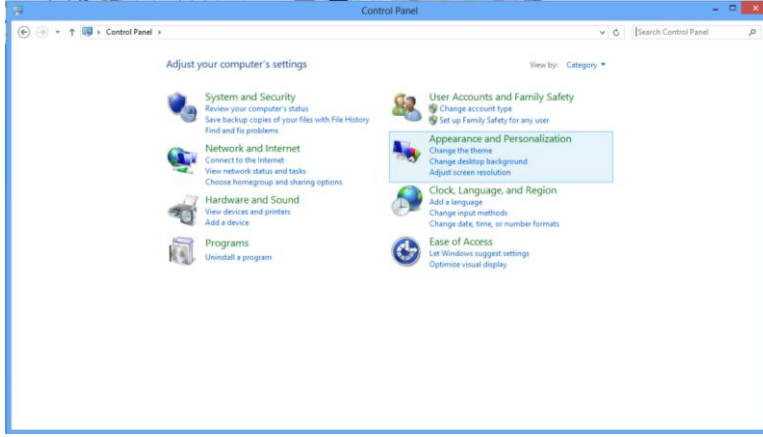 Control Panel
Control Panel
Search Control Panel
Adjust your computer's settings
View by: Category
System and Security
Review your computer's status
Save backup copies of your files with File History
Find and fix problems
Network and Internet
Connect to the Internet
View network status and tasks
Choose homegroup and sharing options
Hardware and Sound
View devices and printers
Add a device
Programs
Uninstall a program
User Accounts and Family Safety
Change account type
Set up Family Safety for any user
Appearance and Personalization
Change the theme
Change desktop background
Adjust screen resolution
Clock, Language, and Region
Add a language
Change input methods
Change date, time, or number formats
Ease of Access
Let Windows suggest settings
Optimize visual display